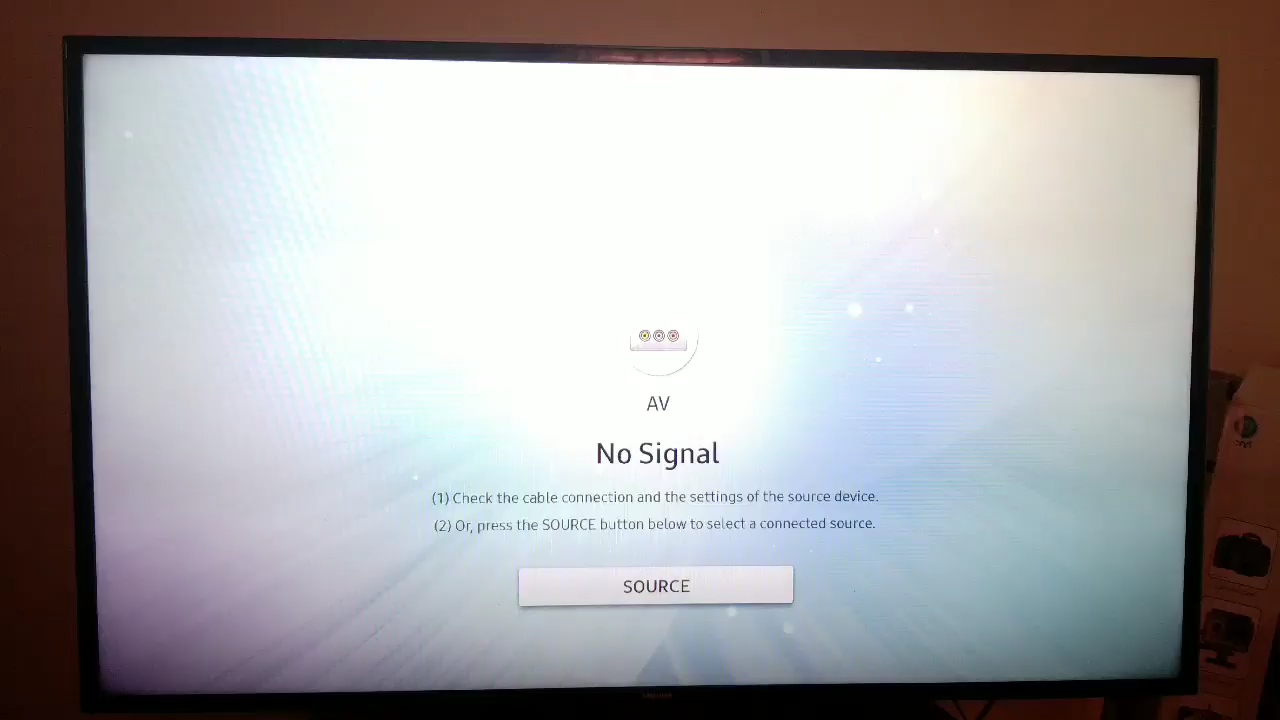 AV
No Signal
(1) Check the cable connection and the settings of the source device.
(2) Or, press the SOURCE button below to select a connected source.
SOURCE